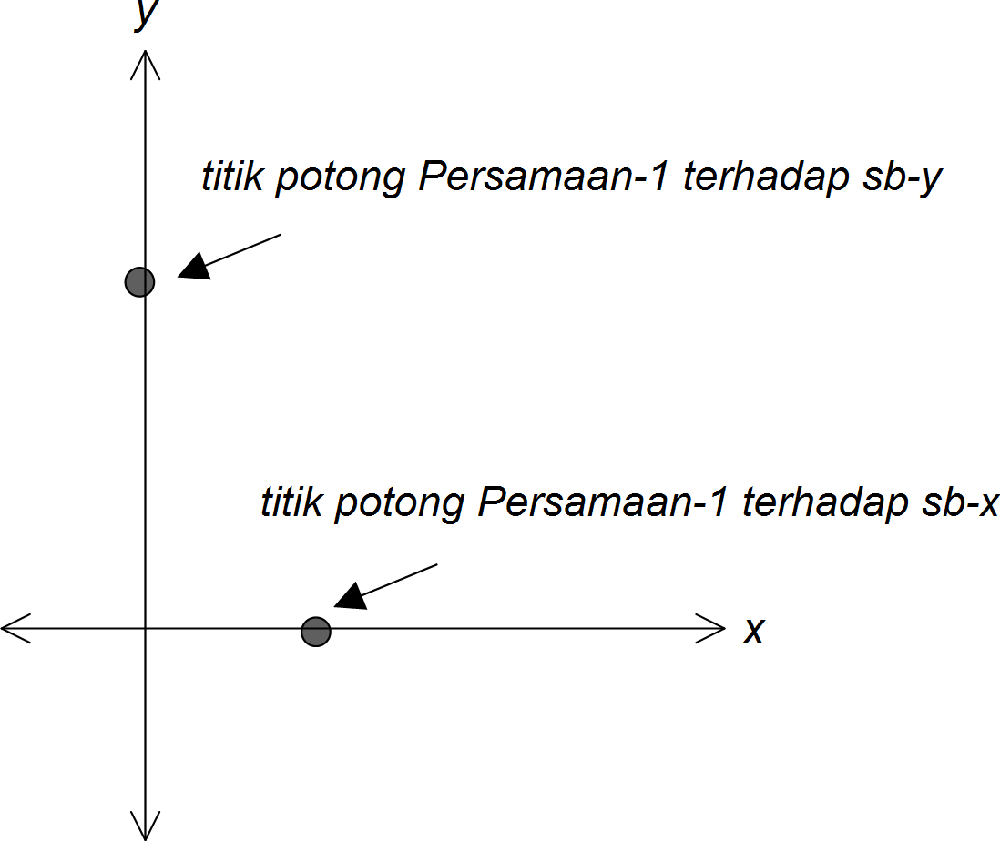 y
titik potong Persamaan-1 terhadap sb-y
titik potong Persamaan-1 terhadap sb-x
x